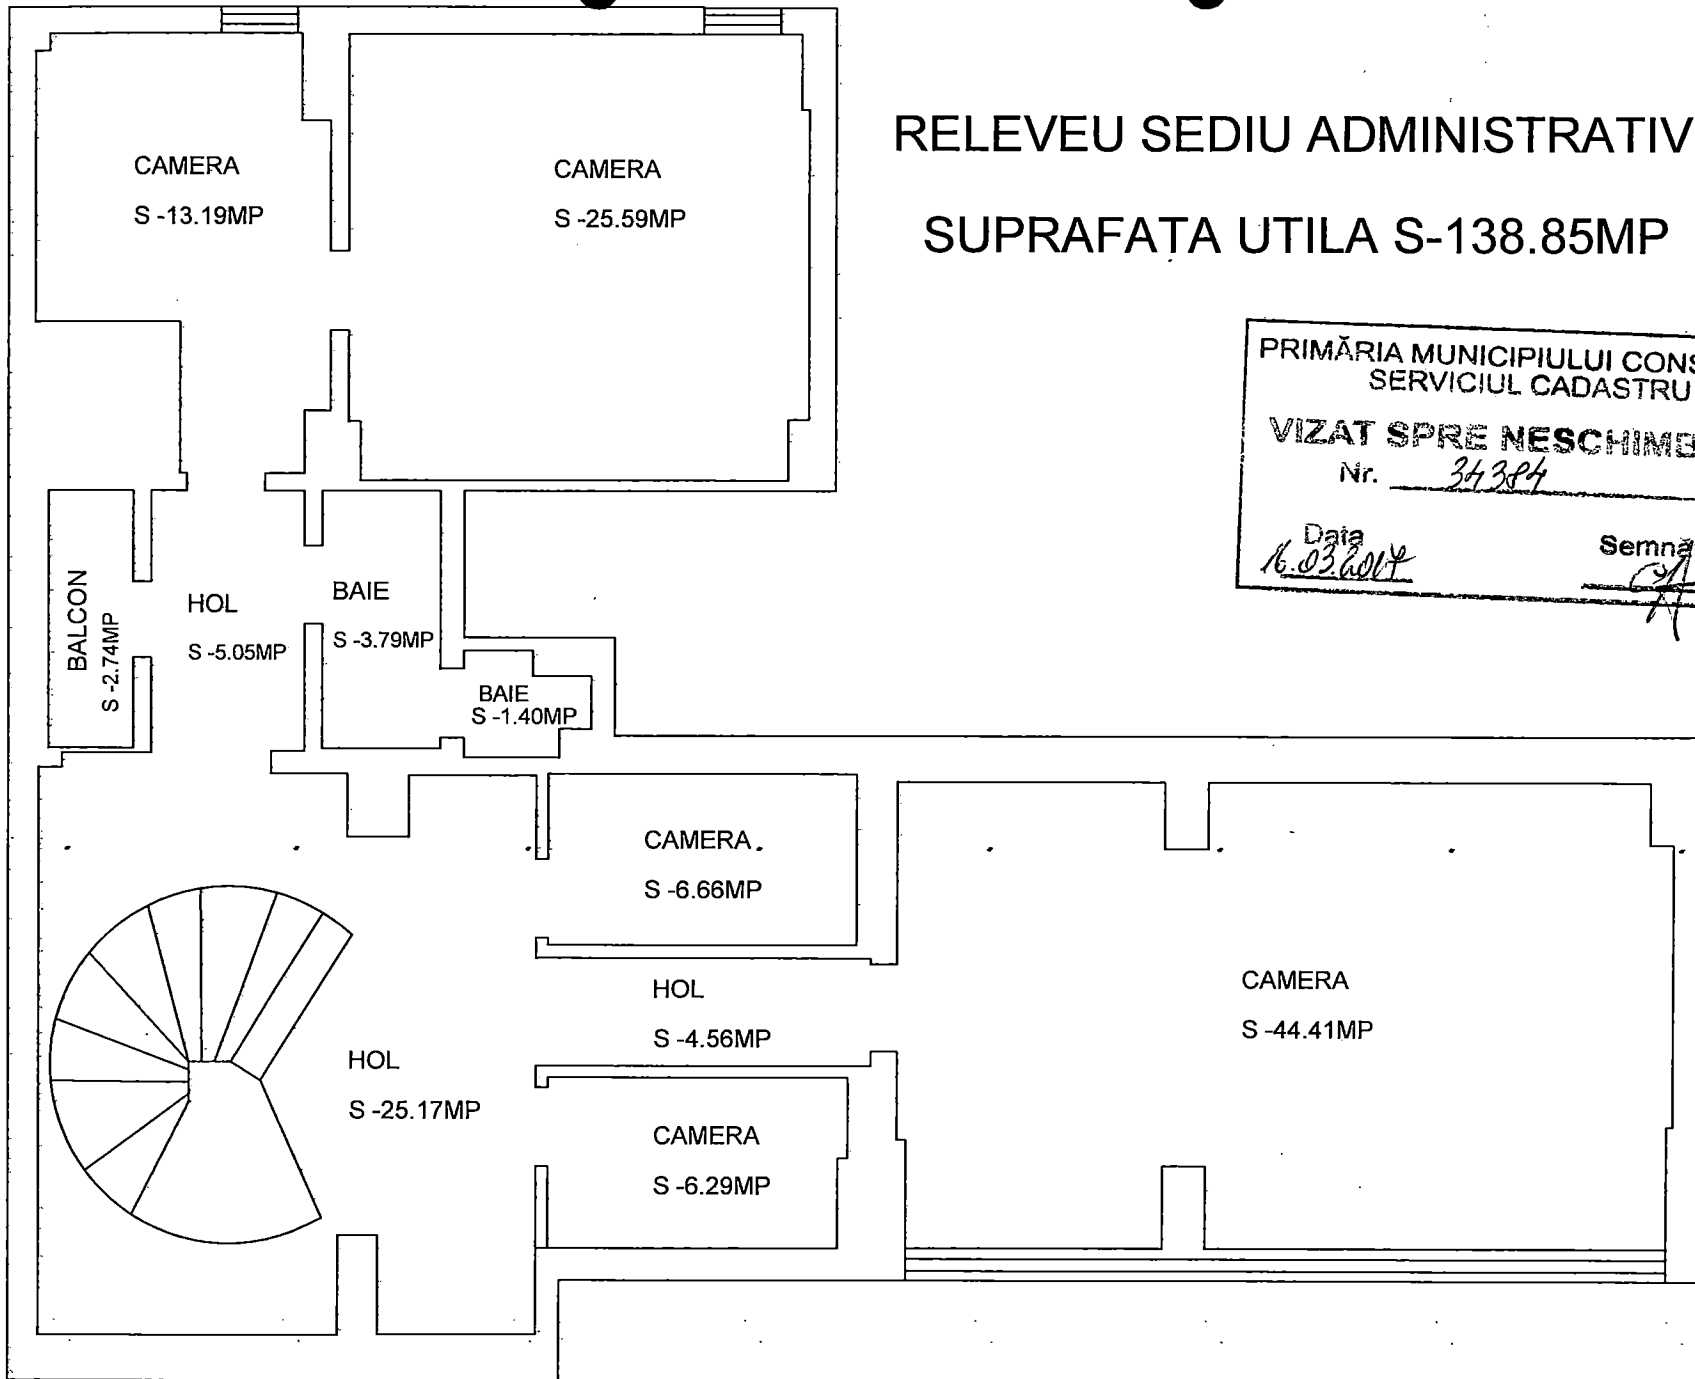 RELEVEU SEDIU ADMINISTRATIV
SUPRAFATA UTILA S-138.85MP
CAMERA
S -13.19MP
CAMERA
S -25.59MP
PRIMĂRIA MUNICIPIULUI CONS
SERVICIUL CADASTRU
VIZAT SPRE NESCHIMB
Nr. 34384
Data
16.03.2017
Semnă
BALCON
S -2.74MP
HOL
S -5.05MP
BAIE
S -3.79MP
BAIE
S -1.40MP
CAMERA
S -6.66MP
HOL
S -4.56MP
CAMERA
S -44.41MP
HOL
S -25.17MP
CAMERA
S -6.29MP